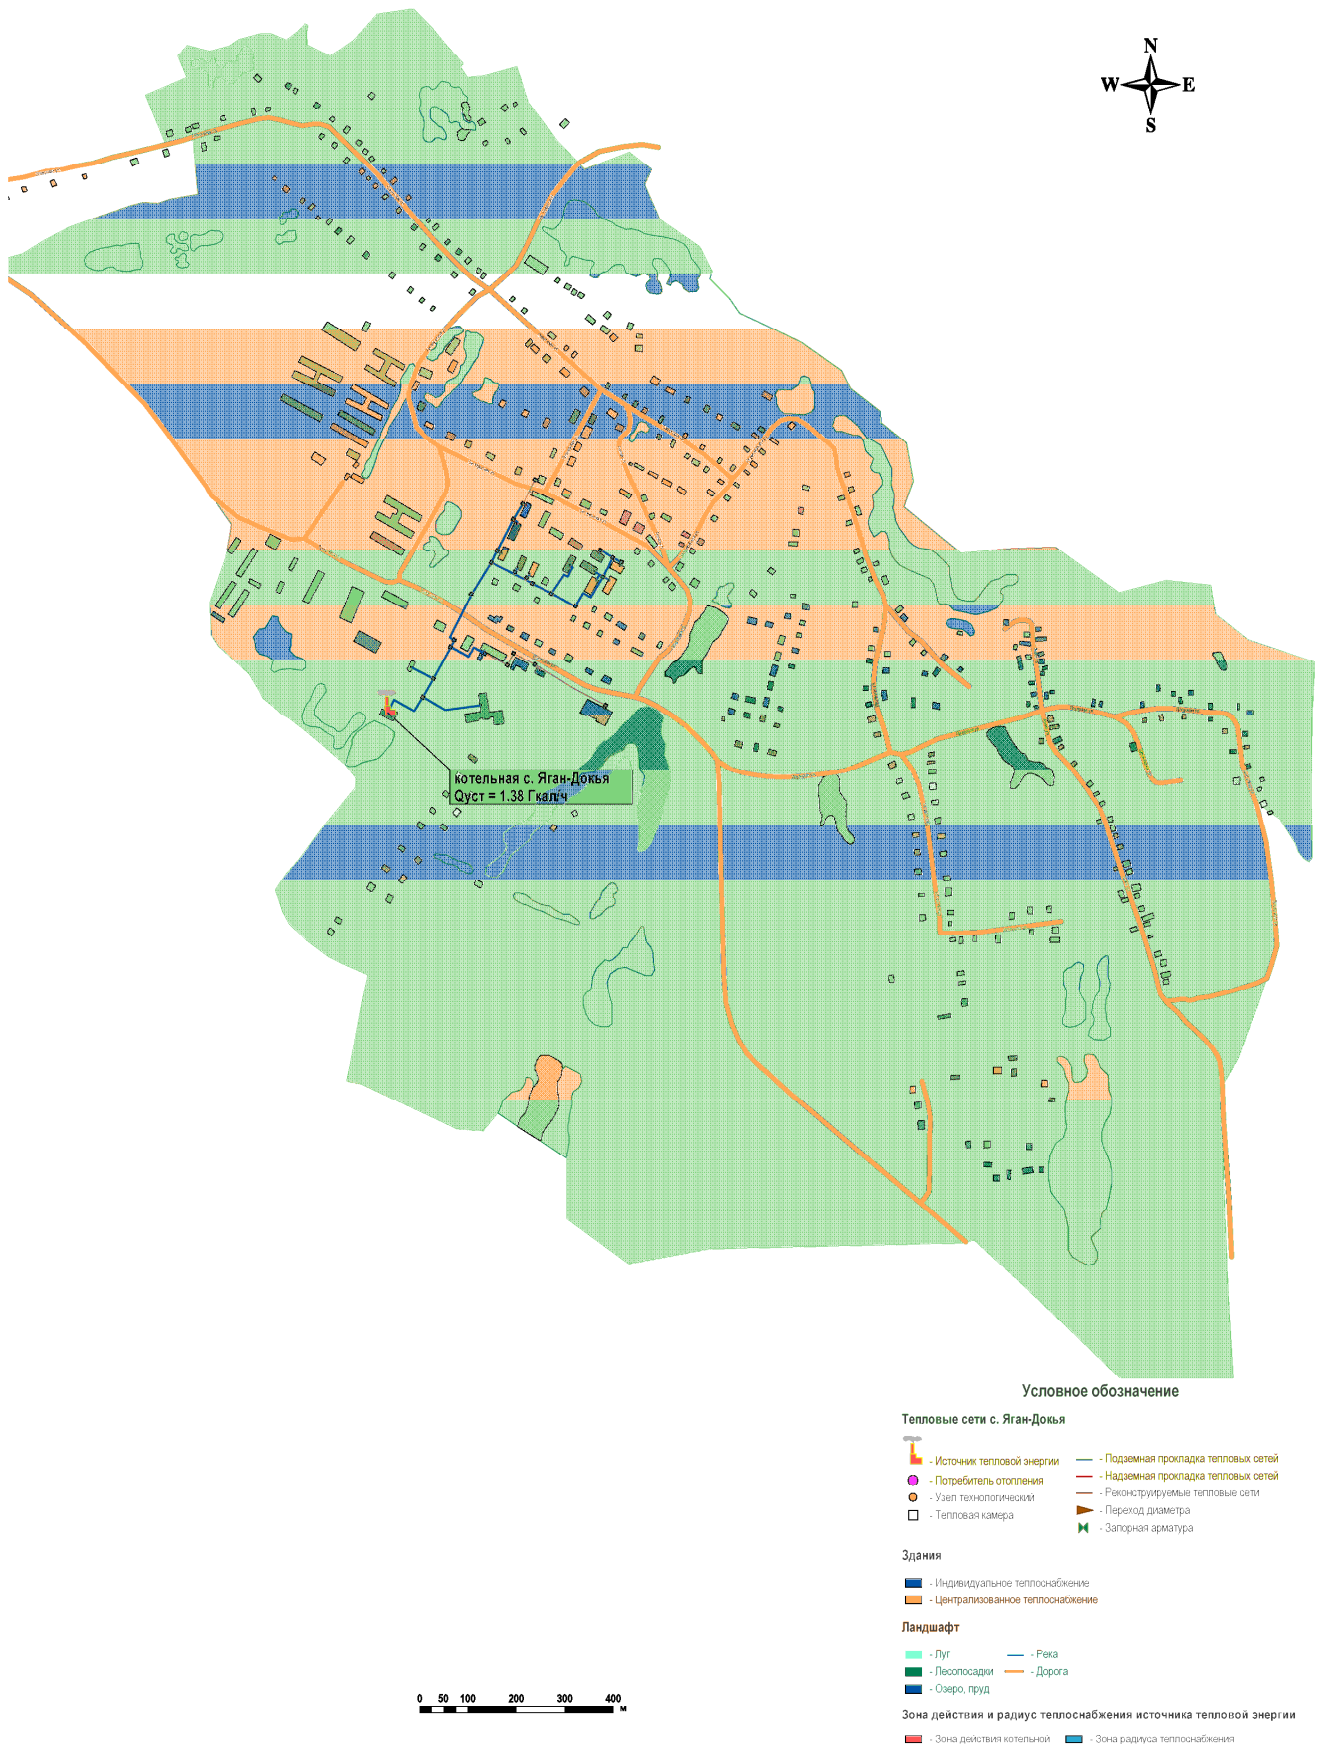 N
W E
S
котельная с. Яган-Докья
Qуст = 1.38 Гкал/ч
Условное обозначение
Тепловые сети с. Яган-Докья
- Источник тепловой энергии
- Потребитель отопления
- Узел технологический
- Тепловая камера
- Подземная прокладка тепловых сетей
- Надземная прокладка тепловых сетей
- Реконструируемые тепловые сети
- Переход диаметра
- Запорная арматура
Здания
- Индивидуальное теплоснабжение
- Централизованное теплоснабжение
Ландшафт
- Луг
- Лесопосадки
- Озеро, пруд
- Река
- Дорога
Зона действия и радиус теплоснабжения источника тепловой энергии
- Зона действия котельной
- Зона радиуса теплоснабжения
0 50 100 200 300 400
м